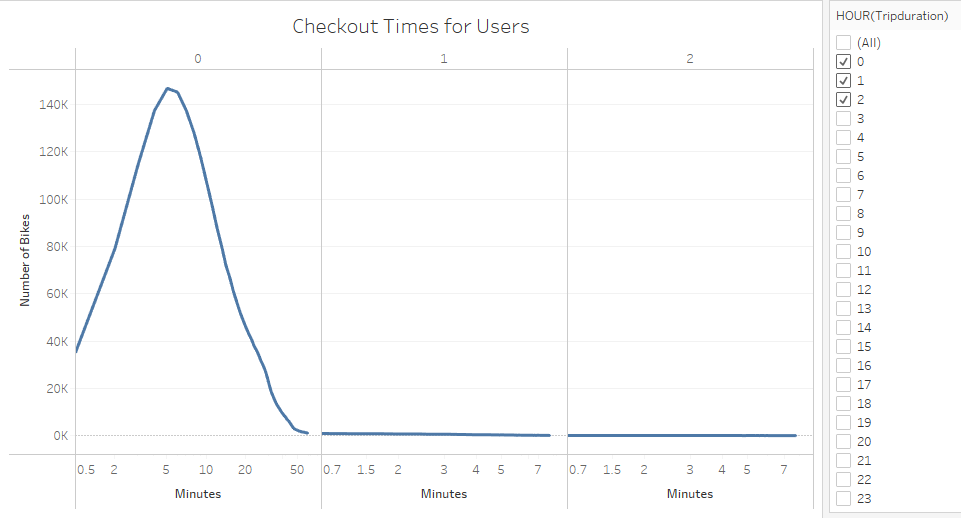 Checkout Times for Users
0 1 2
140K
120K
100K
80K
60K
40K
20K
0K
Number of Bikes
0.5 2 5 10 20 50 0.7 1.5 2 3 4 5 7 0.7 1.5 2 3 4 5 7
Minutes Minutes Minutes
HOUR(Tripduration)
(All)
0
1
2
3
4
5
6
7
8
9
10
11
12
13
14
15
16
17
18
19
20
21
22
23